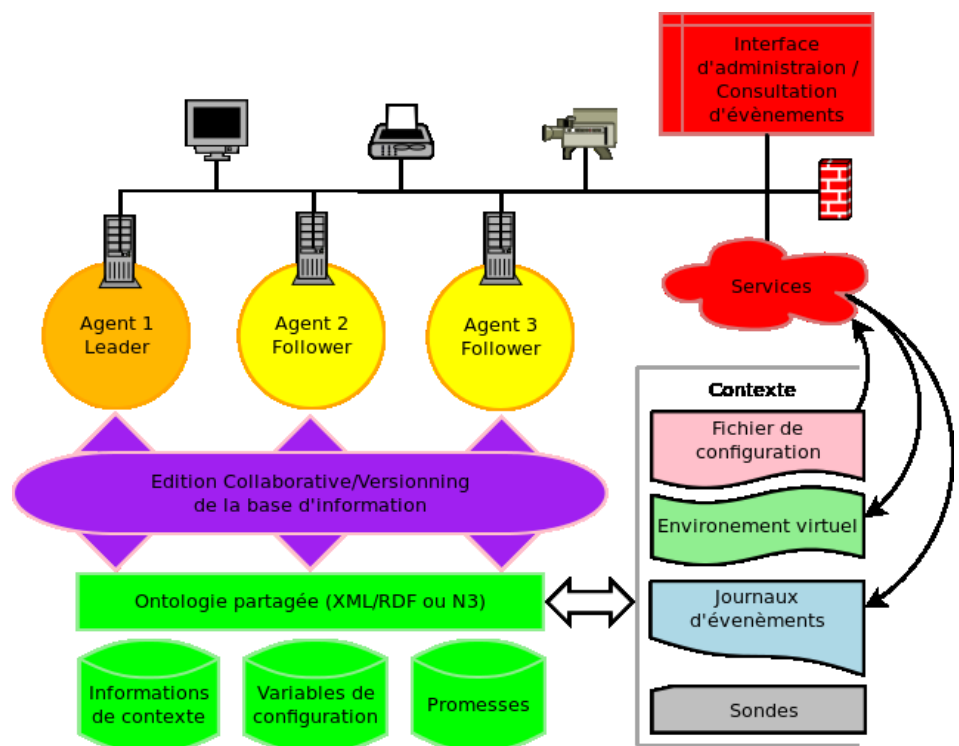 Interface
d'administraion /
Consultation
d'évènements
Services
Agent 1
Leader
Agent 2
Follower
Agent 3
Follower
Contexte
Fichier de
configuration
Edition Collaborative/Versionning
de la base d'information
Environement virtuel
Ontologie partagée (XML/RDF ou N3)
Journaux
d'évenèments
Informations
de contexte
Variables de
configuration
Promesses
Sondes